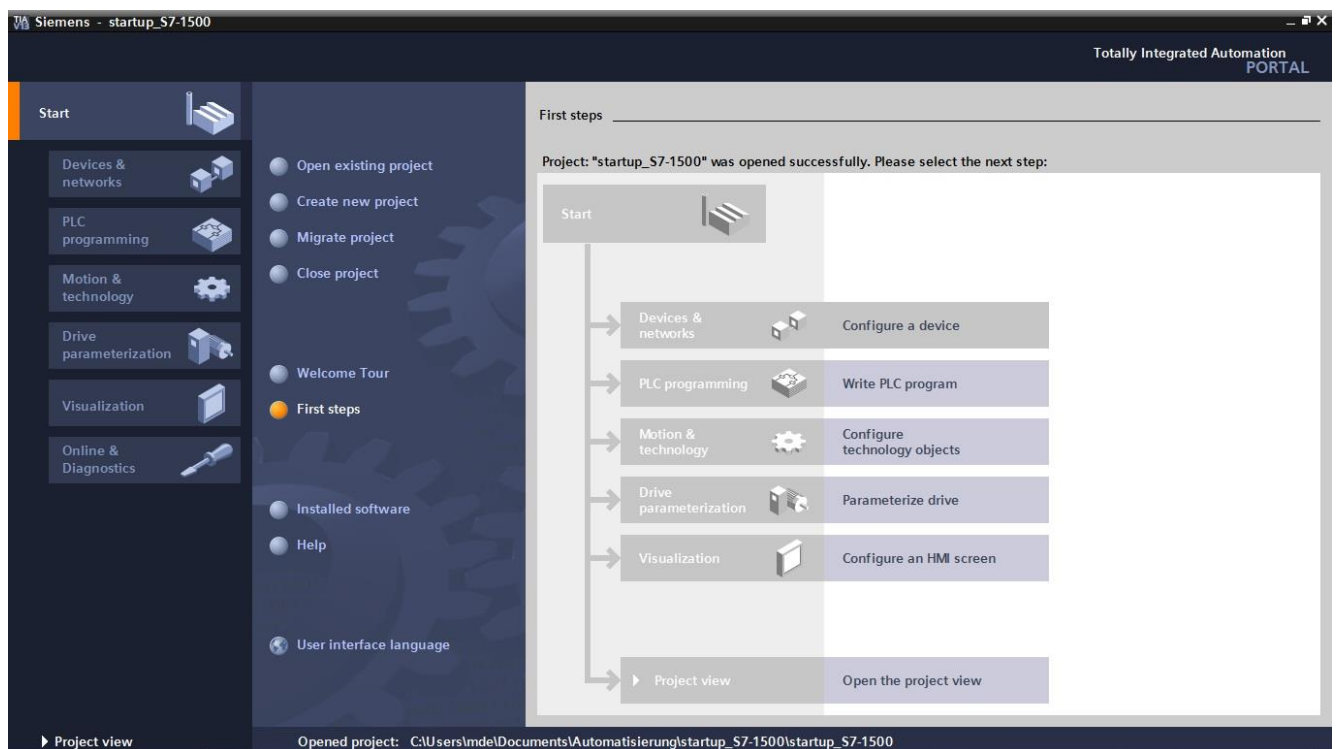 Siemens - startup_S7-1500
Totally Integrated Automation
PORTAL
Start
Devices &
networks
PLC
programming
Motion &
technology
Drive
parameterization
Visualization
Online &
Diagnostics
Project view
Open existing project
Create new project
Migrate project
Close project
Welcome Tour
First steps
Installed software
Help
User interface language
First steps
Project: "startup_S7-1500" was opened successfully. Please select the next step:
Start
Devices &
networks
Configure a device
PLC programming
Write PLC program
Motion &
technology
Configure
technology objects
Drive
parameterization
Parameterize drive
Visualization
Configure an HMI screen
Project view
Open the project view
Opened project: C:\Users\mde\Documents\Automatisierung\startup_S7-1500\startup_S7-1500